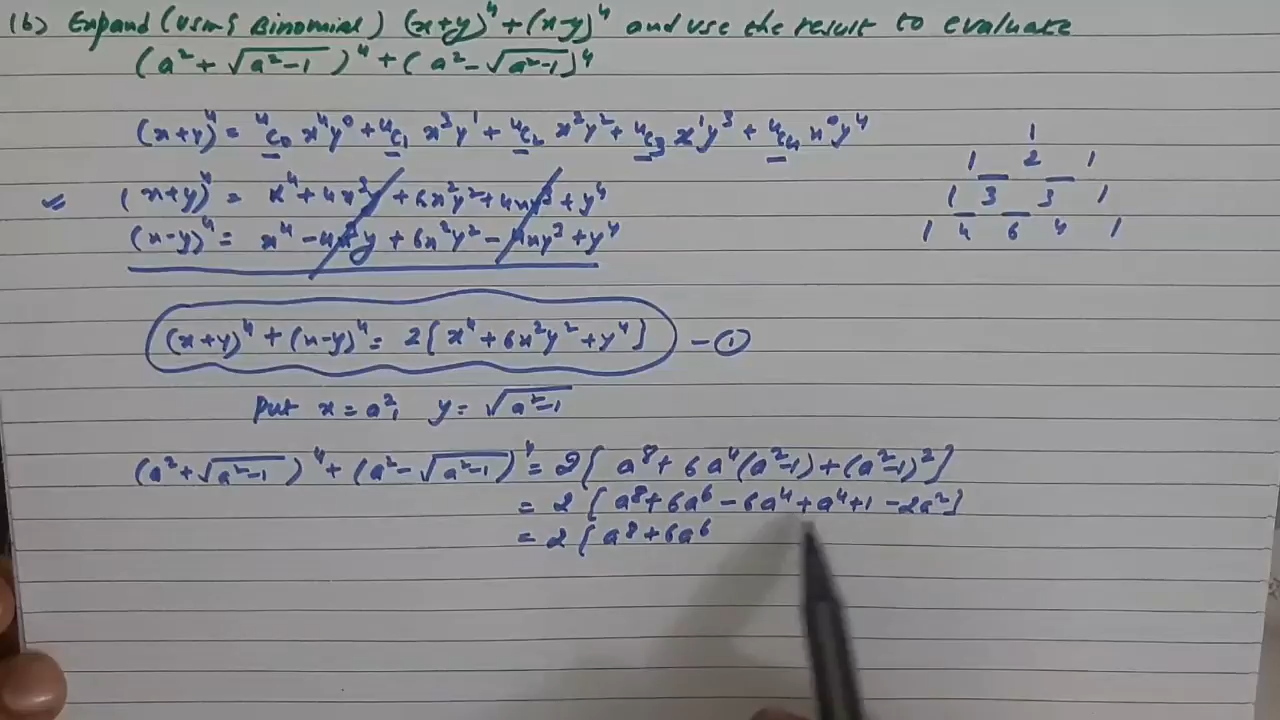 (b) Expand (using Binomial) (x+y)⁴ + (x-y)⁴ and use the result to evaluate
(a² + √(a²-1))⁴ + (a² - √(a²-1))⁴
(x+y)⁴ = ⁴C₀ x⁴y⁰ + ⁴C₁ x³y¹ + ⁴C₂ x²y² + ⁴C₃ x¹y³ + ⁴C₄ x⁰y⁴
(x+y)⁴ = x⁴ + 4x³y + 6x²y² + 4xy³ + y⁴
(x-y)⁴ = x⁴ - 4x³y + 6x²y² - 4xy³ + y⁴
(x+y)⁴ + (x-y)⁴ = 2[x⁴ + 6x²y² + y⁴] - ①
Put x = a², y = √(a²-1)
(a² + √(a²-1))⁴ + (a² - √(a²-1))⁴ = 2[a⁸ + 6a⁴(a²-1) + (a²-1)²]
= 2[a⁸ + 6a⁶ - 6a⁴ + a⁴ + 1 - 2a²]
= 2[a⁸ + 6a⁶
1
1 2 1
1 3 3 1
1 4 6 4 1